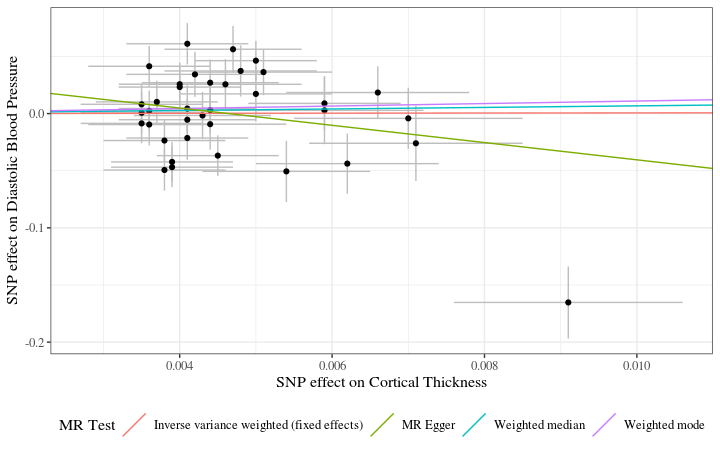 SNP effect on Diastolic Blood Pressure
0.0
-0.1
-0.2
0.004 0.006 0.008 0.010
SNP effect on Cortical Thickness
MR Test Inverse variance weighted (fixed effects) MR Egger Weighted median Weighted mode